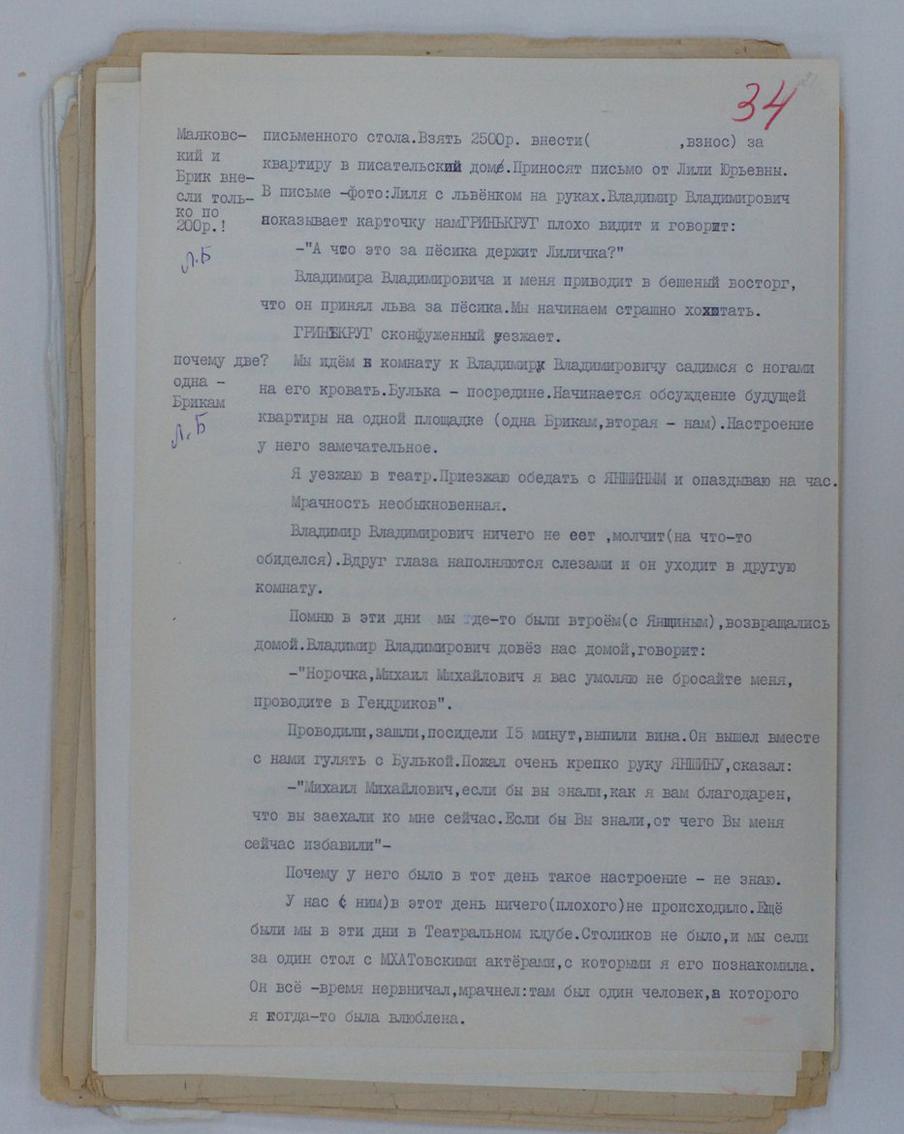 34
Маяковс-
кий и
Брик вне-
сли толь-
ко по
200р.!
Л.Б
письменного стола.Взять 2500р. внести( ,взнос) за
квартиру в писательский доме.Приносят письмо от Лили Юрьевны.
В письме -фото:Лиля с львёнком на руках.Владимир Владимирович
показывает карточку намГРИНЬКРУГ плохо видит и говорит:
-"А что это за пёсика держит Лиличка?"
Владимира Владимировича и меня приводит в бешеный восторг,
что он принял льва за пёсика.Мы начинаем страшно хохотать.
ГРИНЬКРУГ сконфуженный уезжает.
почему две?
одна -
Брикам
Л.Б
Мы идём в комнату к Владимиру Владимировичу садимся с ногами
на его кровать.Булька - посредине.Начинается обсуждение будущей
квартиры на одной площадке (одна Брикам,вторая - нам).Настроение
у него замечательное.
Я уезжаю в театр.Приезжаю обедать с ЯНШИНЫМ и опаздываю на час.
Мрачность необыкновенная.
Владимир Владимирович ничего не еет ,молчит(на что-то
обиделся).Вдруг глаза наполняются слезами и он уходит в другую
комнату.
Помню в эти дни мы где-то были втроём(с Яншиным),возвращались
домой.Владимир Владимирович довёз нас домой,говорит:
-"Норочка,Михаил Михайлович я вас умоляю не бросайте меня,
проводите в Гендриков".
Проводили,зашли,посидели 15 минут,выпили вина.Он вышел вместе
с нами гулять с Булькой.Пожал очень крепко руку ЯНШИНУ,сказал:
-"Михаил Михайлович,если бы вы знали,как я вам благодарен,
что вы заехали ко мне сейчас.Если бы Вы знали,от чего Вы меня
сейчас избавили"-
Почему у него было в тот день такое настроение - не знаю.
У нас (с ним)в этот день ничего(плохого)не происходило.Ещё
были мы в эти дни в Театральном клубе.Столиков не было,и мы сели
за один стол с МХАТовскими актёрами,с которыми я его познакомила.
Он всё -время нервничал,мрачнел:там был один человек,в которого
я когда-то была влюблена.